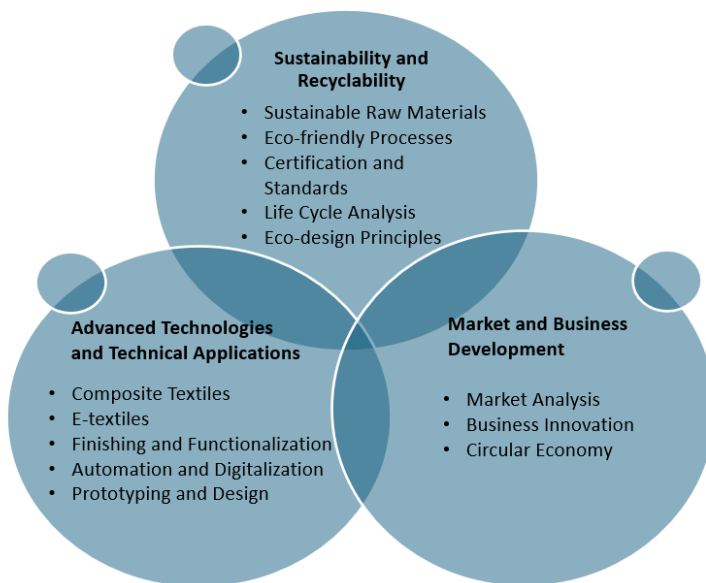 Sustainability and
Recyclability
• Sustainable Raw Materials
• Eco-friendly Processes
• Certification and
Standards
• Life Cycle Analysis
• Eco-design Principles
Advanced Technologies
and Technical Applications
• Composite Textiles
• E-textiles
• Finishing and Functionalization
• Automation and Digitalization
• Prototyping and Design
Market and Business
Development
• Market Analysis
• Business Innovation
• Circular Economy